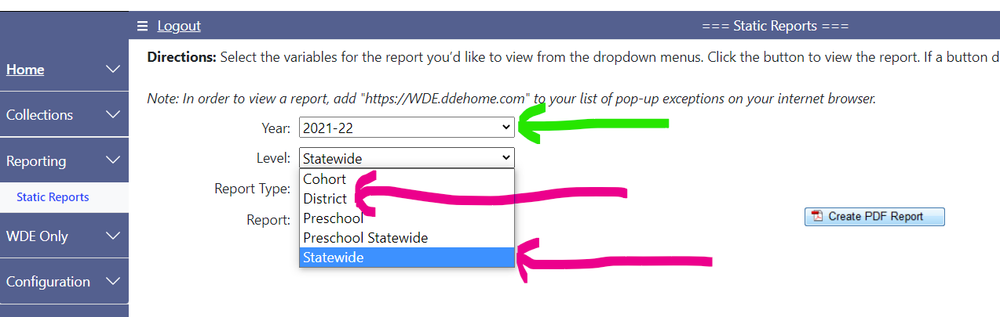 ☰ Logout
=== Static Reports ===
Home
Collections
Reporting
Static Reports
WDE Only
Configuration
Directions: Select the variables for the report you'd like to view from the dropdown menus. Click the button to view the report. If a button d
Note: In order to view a report, add "https://WDE.ddehome.com" to your list of pop-up exceptions on your internet browser.
Year: 2021-22
Level: Statewide
Cohort
District
Preschool
Preschool Statewide
Statewide
Report Type:
Report:
Create PDF Report